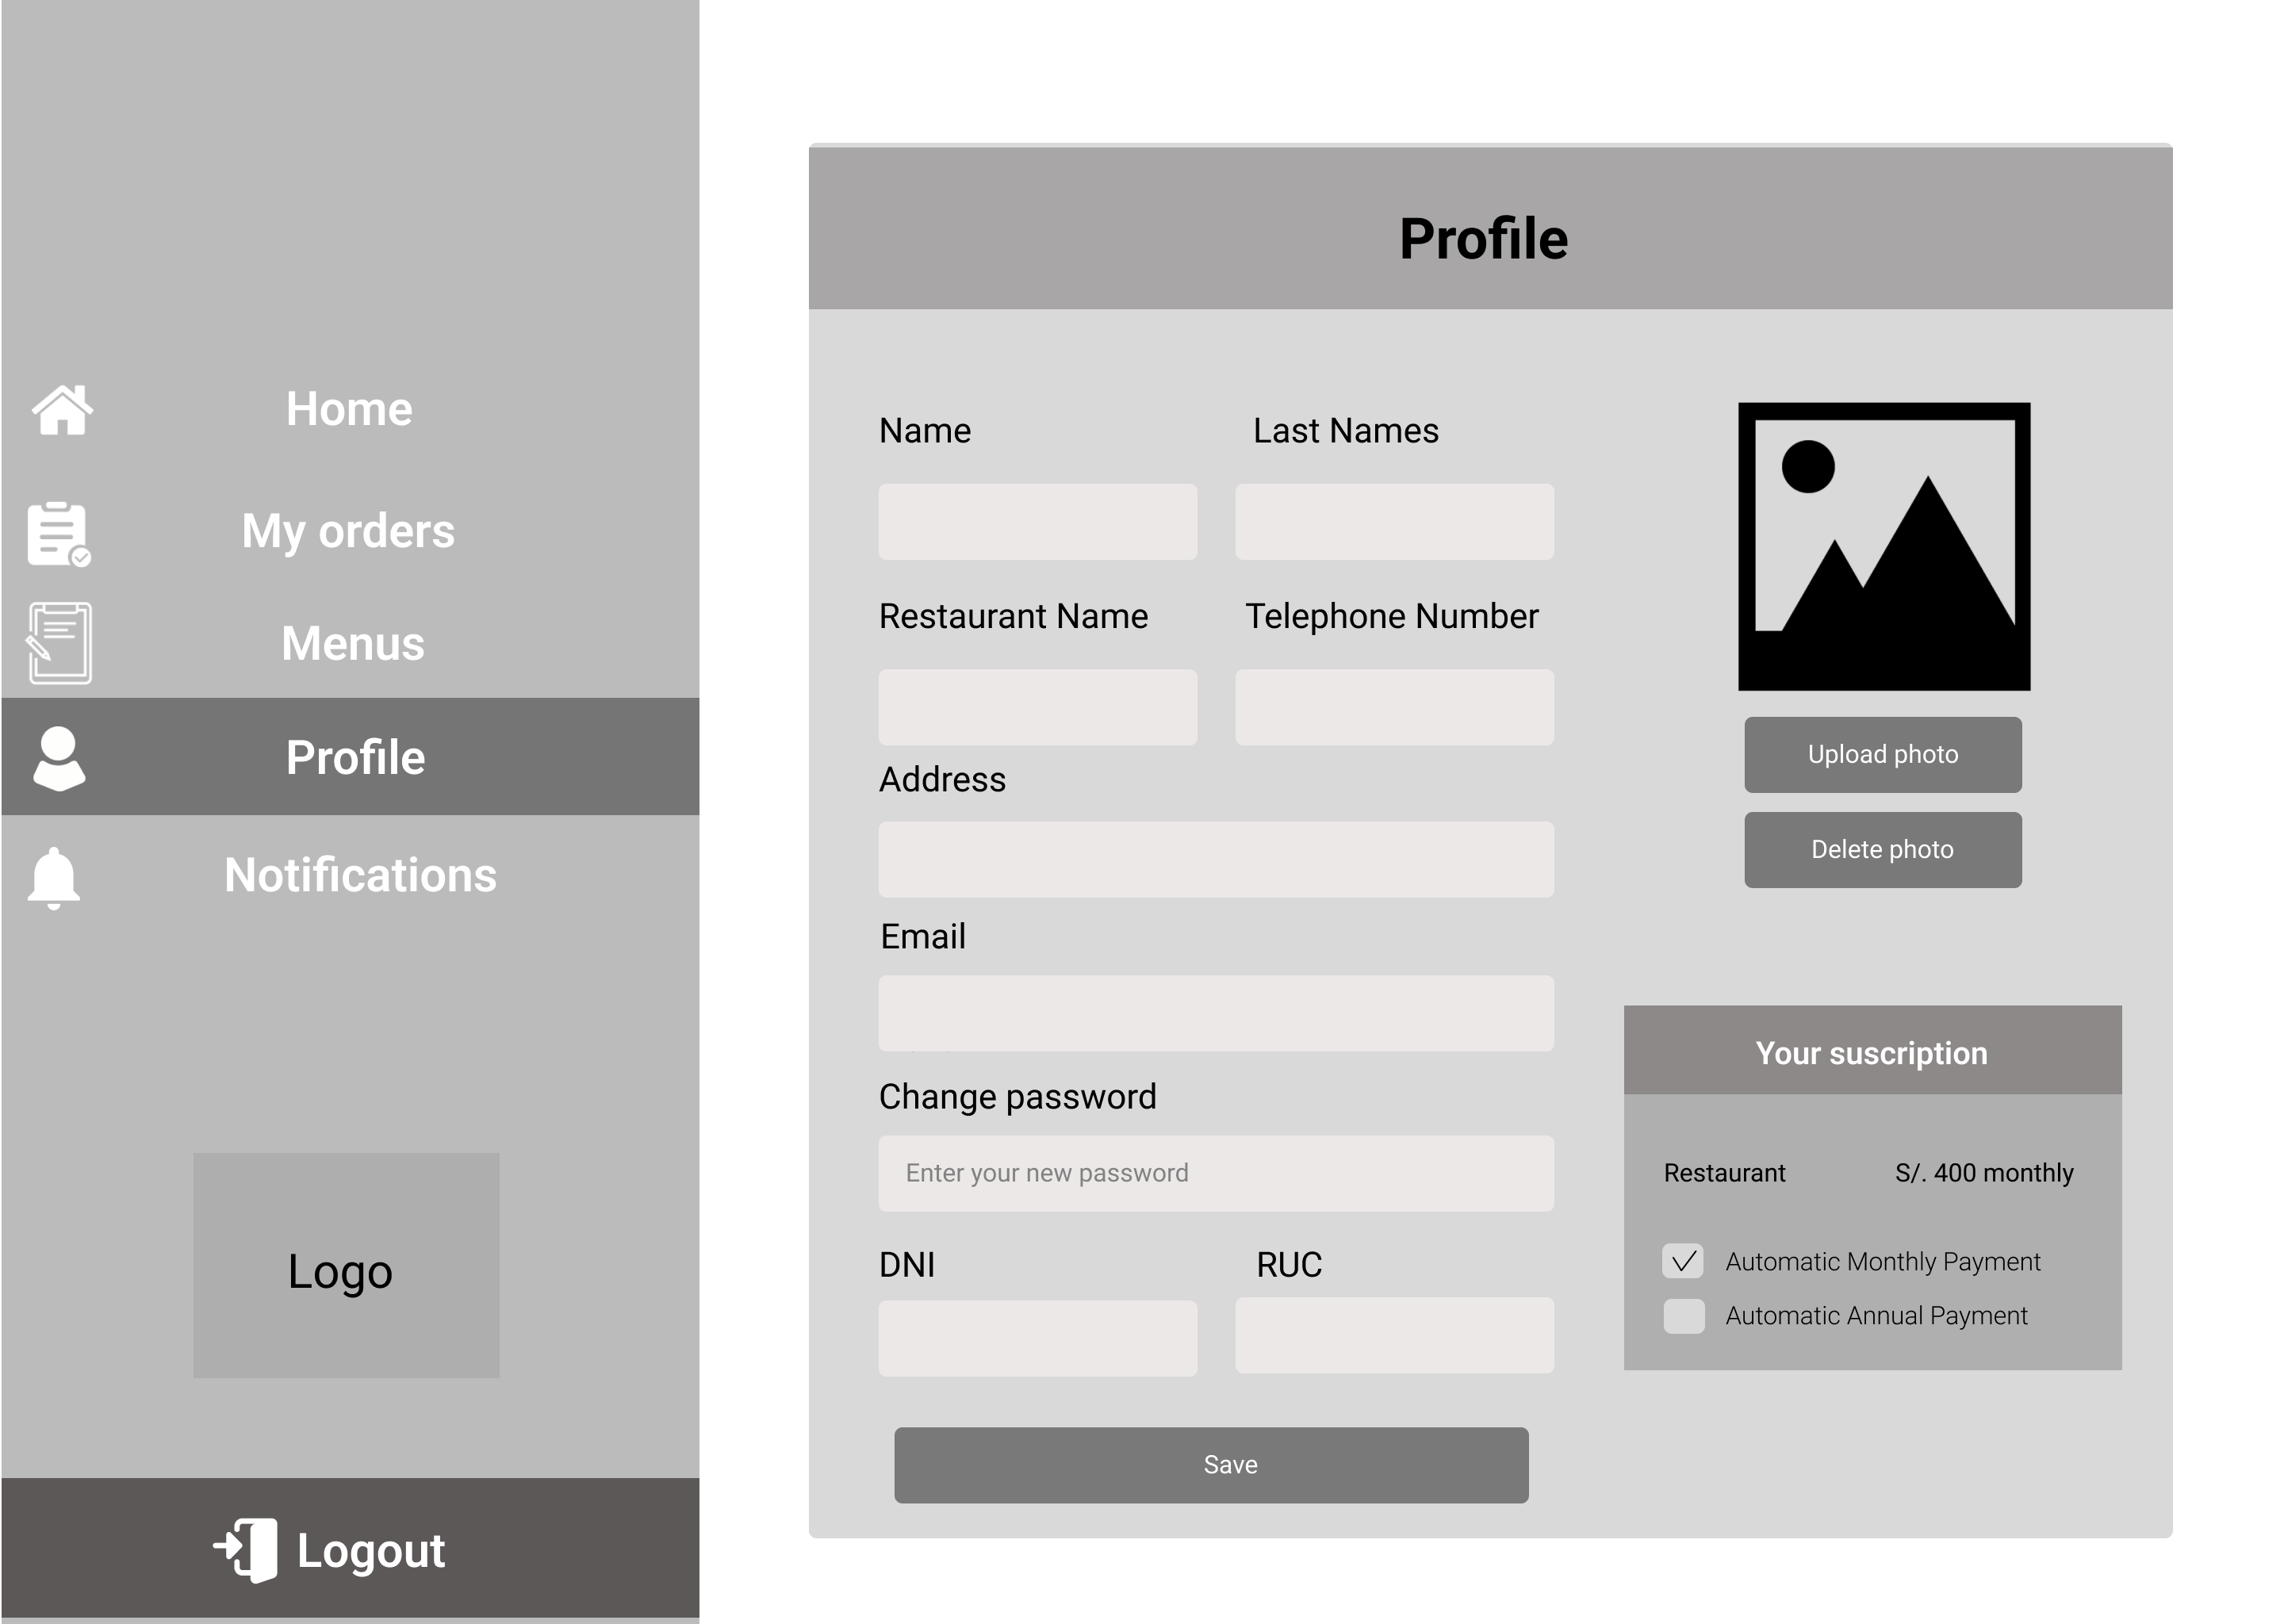 Home
My orders
Menus
Profile
Notifications
Logo
Logout
Profile
Name
Last Names
Restaurant Name
Telephone Number
Address
Email
Change password
Enter your new password
DNI
RUC
Save
Upload photo
Delete photo
Your suscription
Restaurant
S/. 400 monthly
Automatic Monthly Payment
Automatic Annual Payment